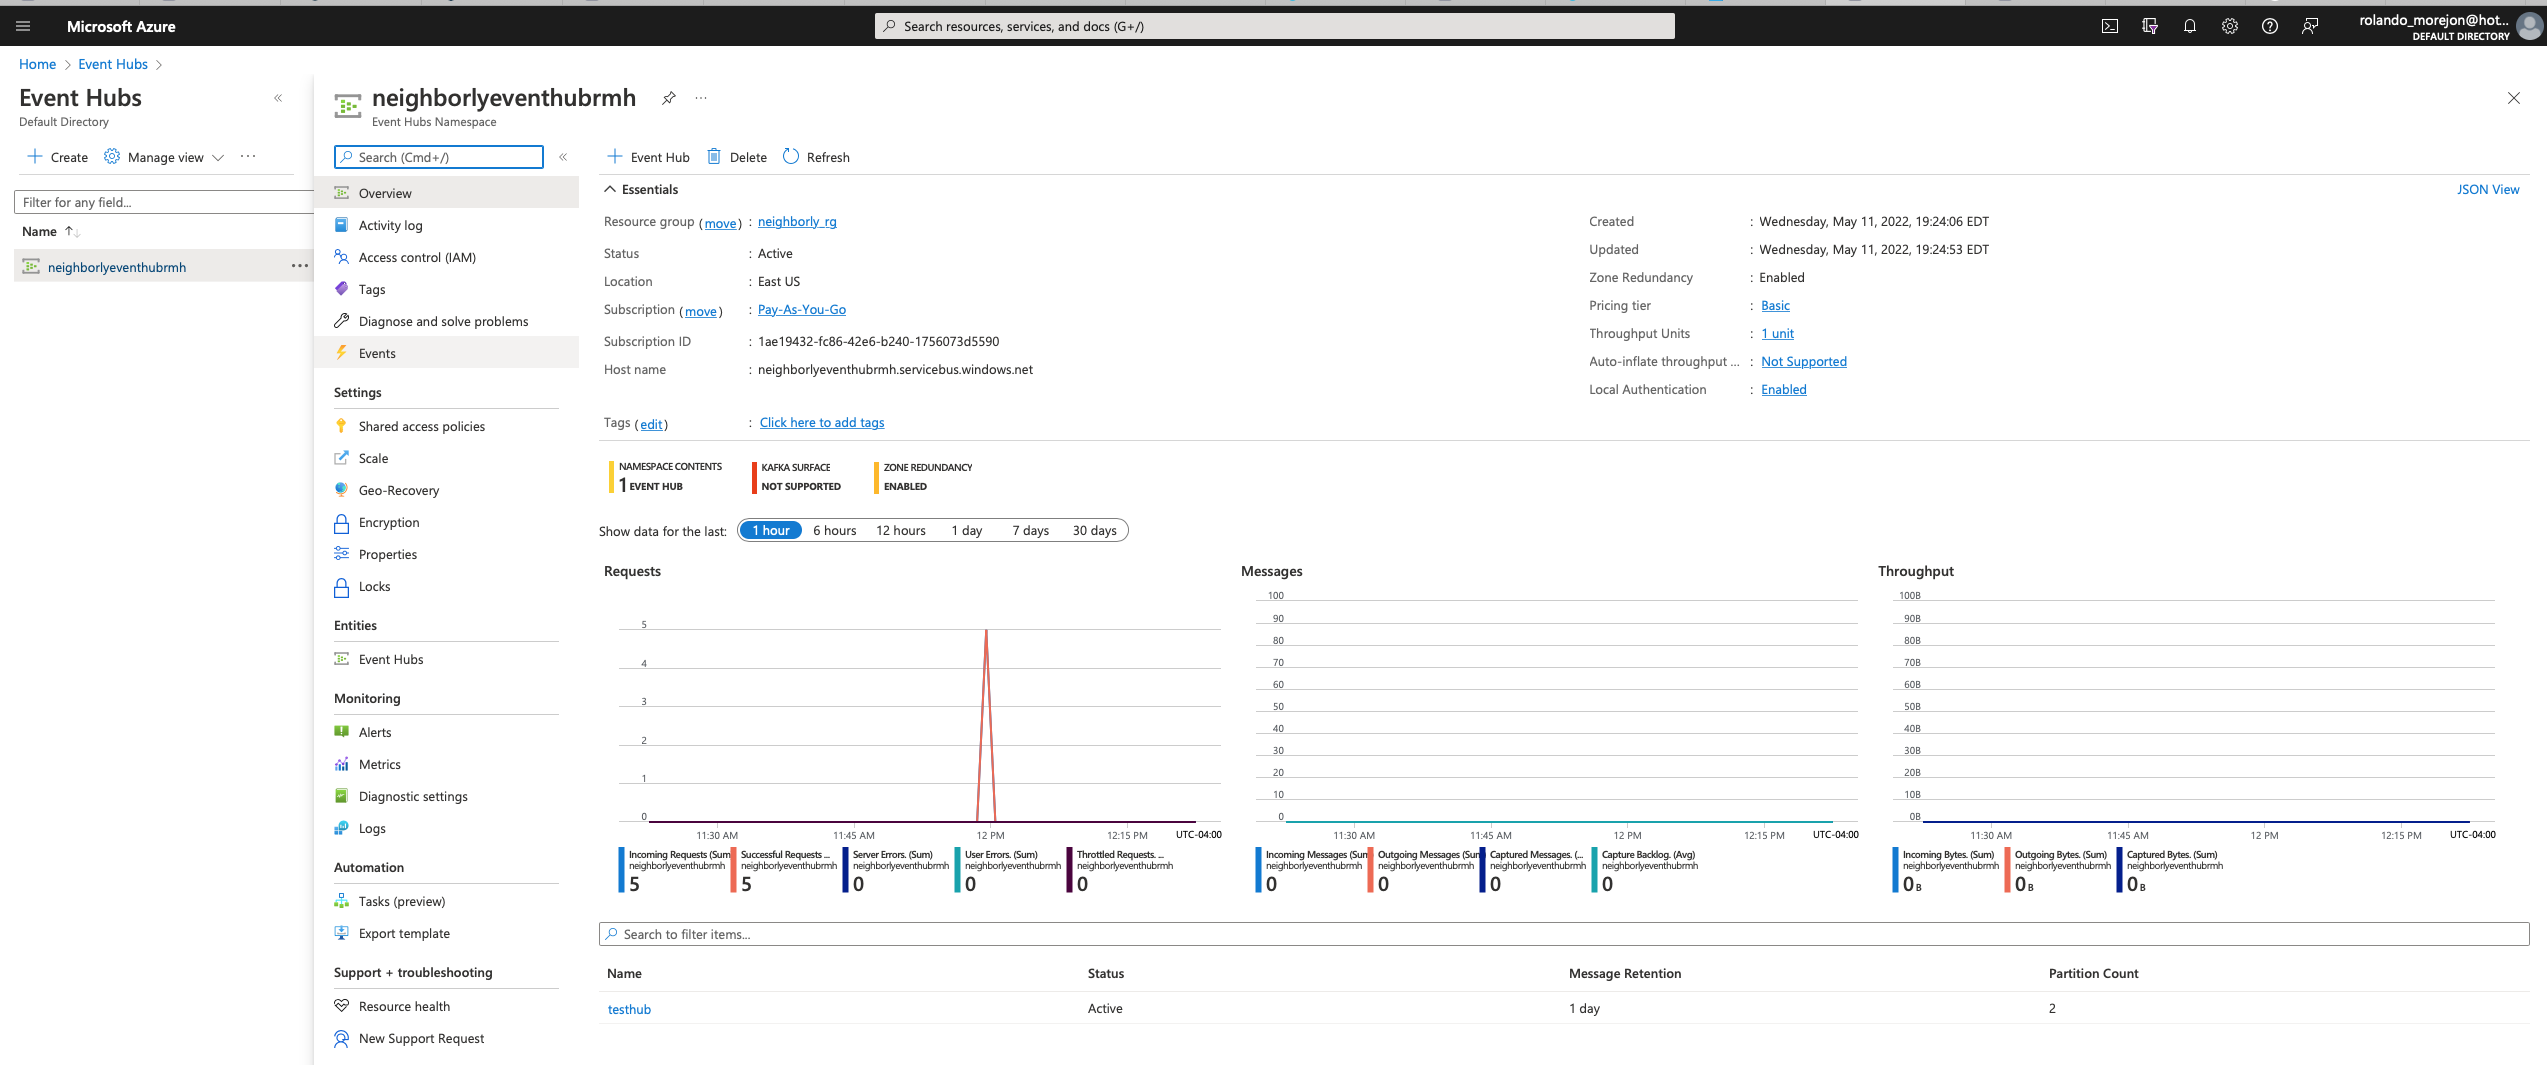 Microsoft Azure
Search resources, services, and docs (G+/)
rolando_morejon@hot...
DEFAULT DIRECTORY
Home > Event Hubs >
Event Hubs
Default Directory
Create
Manage view
Filter for any field...
Name
neighborlyeventhubrmh
neighborlyeventhubrmh
Event Hubs Namespace
Search (Cmd+/)
Overview
Activity log
Access control (IAM)
Tags
Diagnose and solve problems
Events
Settings
Shared access policies
Scale
Geo-Recovery
Encryption
Properties
Locks
Entities
Event Hubs
Monitoring
Alerts
Metrics
Diagnostic settings
Logs
Automation
Tasks (preview)
Export template
Support + troubleshooting
Resource health
New Support Request
Event Hub
Delete
Refresh
Essentials
JSON View
Resource group (move) : neighborly_rg
Status : Active
Location : East US
Subscription (move) : Pay-As-You-Go
Subscription ID : 1ae19432-fc86-42e6-b240-1756073d5590
Host name : neighborlyeventhubrmh.servicebus.windows.net
Tags (edit) : Click here to add tags
Created : Wednesday, May 11, 2022, 19:24:06 EDT
Updated : Wednesday, May 11, 2022, 19:24:53 EDT
Zone Redundancy : Enabled
Pricing tier : Basic
Throughput Units : 1 unit
Auto-inflate throughput ... : Not Supported
Local Authentication : Enabled
NAMESPACE CONTENTS
1 EVENT HUB
KAFKA SURFACE
NOT SUPPORTED
ZONE REDUNDANCY
ENABLED
Show data for the last: 1 hour 6 hours 12 hours 1 day 7 days 30 days
Requests
5
4
3
2
1
0
11:30 AM 11:45 AM 12 PM 12:15 PM UTC-04:00
Incoming Requests (Sum
neighborlyeventhubrmh
5
Successful Requests ...
neighborlyeventhubrmh
5
Server Errors. (Sum)
neighborlyeventhubrmh
0
User Errors. (Sum)
neighborlyeventhubrmh
0
Throttled Requests. ...
neighborlyeventhubrmh
0
Messages
100
90
80
70
60
50
40
30
20
10
0
11:30 AM 11:45 AM 12 PM 12:15 PM UTC-04:00
Incoming Messages (Sum
neighborlyeventhubrmh
0
Outgoing Messages (Sum
neighborlyeventhubrmh
0
Captured Messages. (...
neighborlyeventhubrmh
0
Capture Backlog. (Avg)
neighborlyeventhubrmh
0
Throughput
100B
90B
80B
70B
60B
50B
40B
30B
20B
10B
0B
11:30 AM 11:45 AM 12 PM 12:15 PM UTC-04:00
Incoming Bytes. (Sum)
neighborlyeventhubrmh
0 B
Outgoing Bytes. (Sum)
neighborlyeventhubrmh
0 B
Captured Bytes. (Sum)
neighborlyeventhubrmh
0 B
Search to filter items...
Name Status Message Retention Partition Count
testhub Active 1 day 2